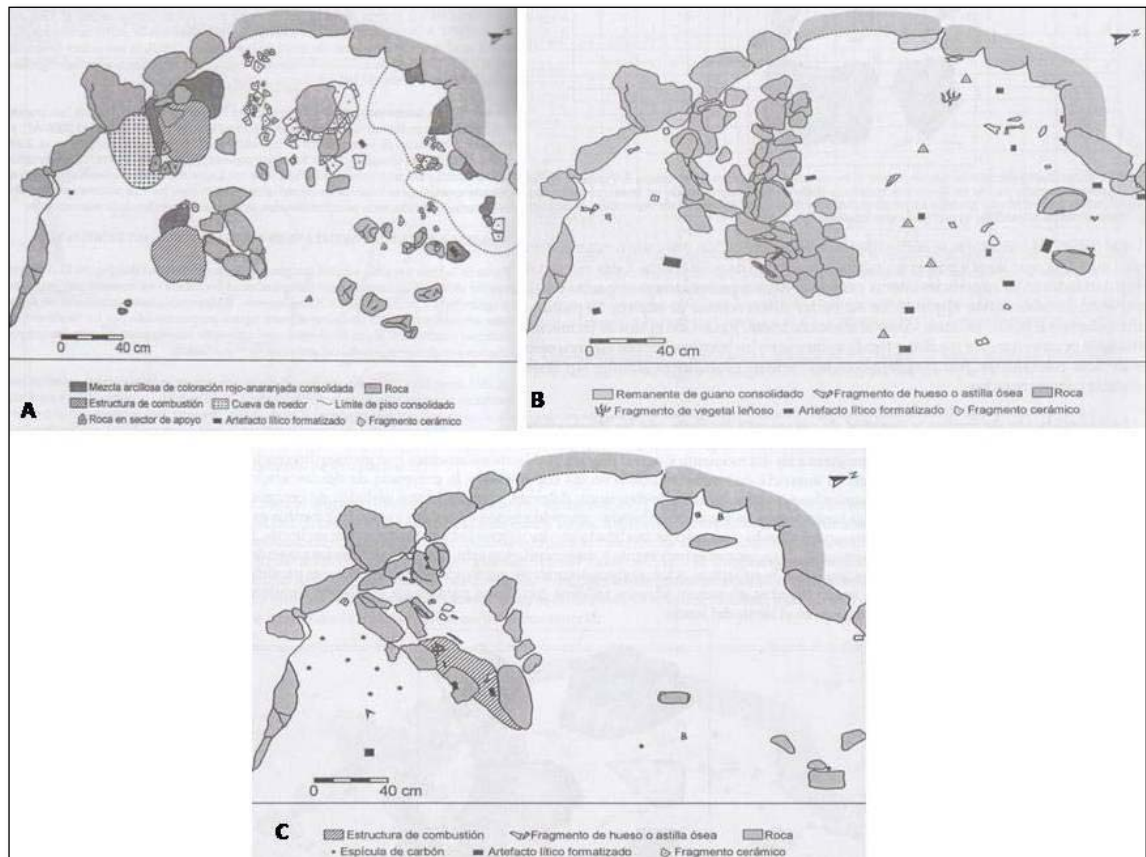 Z
0 40 cm
Mezcla arcillosa de coloración rojo-anaranjada consolidada Roca
Estructura de combustión Cueva de roedor Límite de piso consolidado
Roca en sector de apoyo Artefacto lítico formatizado Fragmento cerámico
A
Z
0 40 cm
Remanente de guano consolidado Fragmento de hueso o astilla ósea Roca
Fragmento de vegetal leñoso Artefacto lítico formatizado Fragmento cerámico
B
Z
0 40 cm
Estructura de combustión Fragmento de hueso o astilla ósea Roca
Espícula de carbón Artefacto lítico formatizado Fragmento cerámico
C